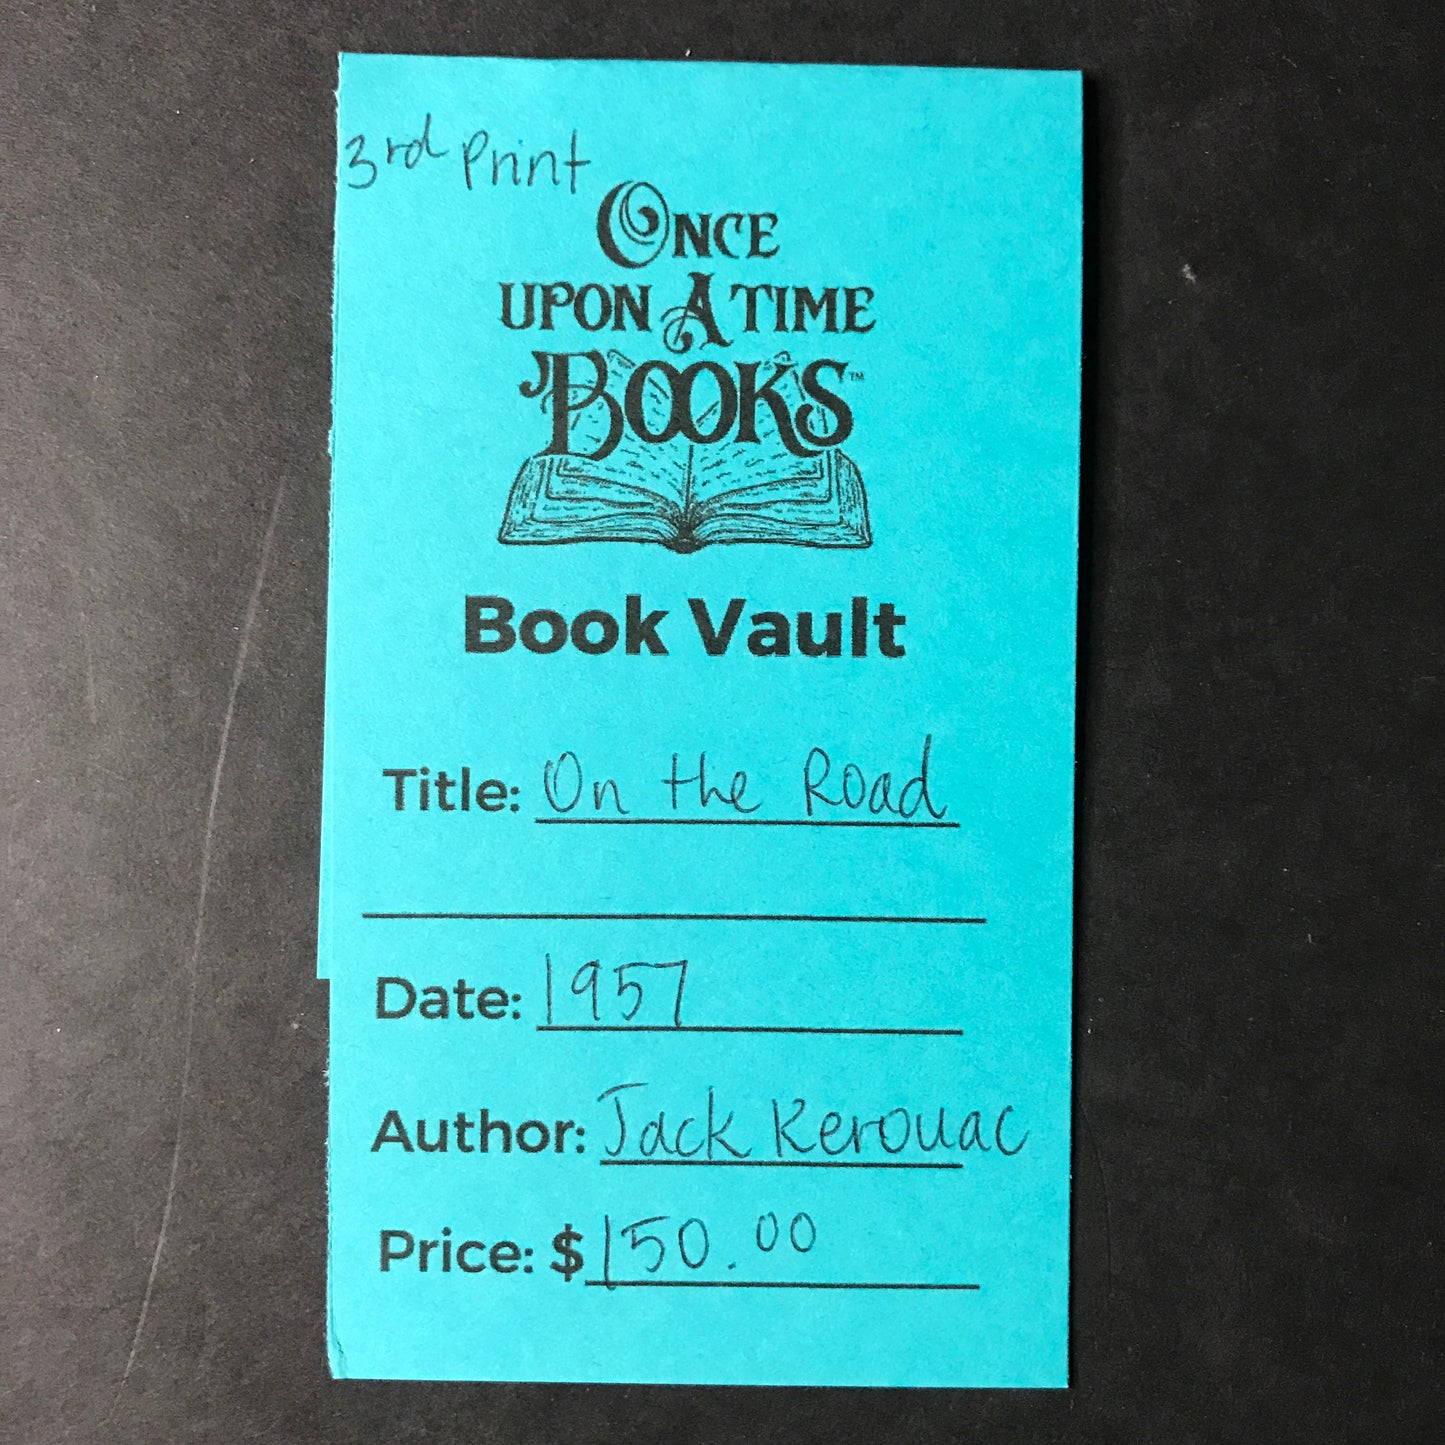 3rd Print
ONCE
UPON A TIME
BOOKS™
Book Vault
Title: On the Road
Date: 1957
Author: Jack Kerouac
Price: $150.00